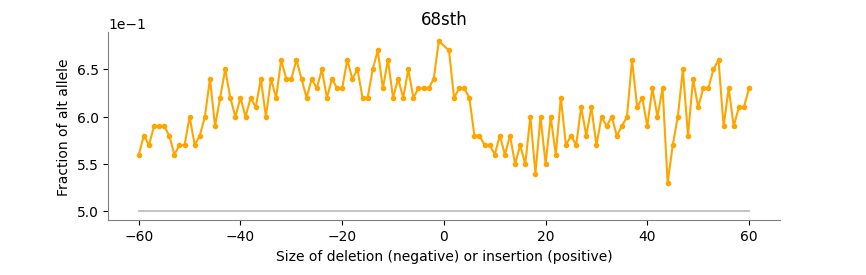 68sth
1e−1
Fraction of alt allele
6.5
6.0
5.5
5.0
−60 −40 −20 0 20 40 60
Size of deletion (negative) or insertion (positive)